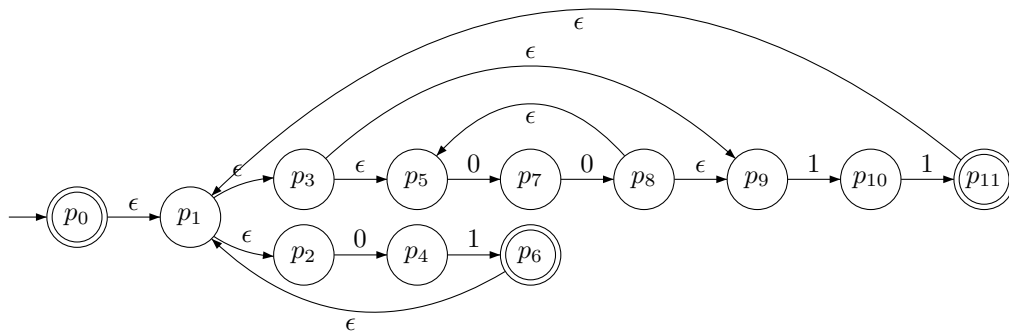 ϵ
ϵ
ϵ
ϵ p₃ ϵ p₅ 0 p₇ 0 p₈ ϵ p₉ 1 p₁₀ 1 p₁₁
p₀ ϵ p₁
ϵ p₂ 0 p₄ 1 p₆
ϵ